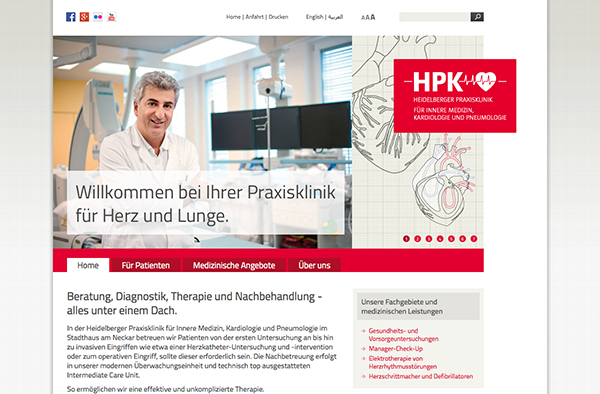 Home | Anfahrt | Drucken
English | العربية
A A A
HPK
HEIDELBERGER PRAXISKLINIK
FÜR INNERE MEDIZIN,
KARDIOLOGIE UND PNEUMOLOGIE
Willkommen bei Ihrer Praxisklinik
für Herz und Lunge.
1 2 3 4 5 6 7
Home Für Patienten Medizinische Angebote Über uns
Beratung, Diagnostik, Therapie und Nachbehandlung -
alles unter einem Dach.
In der Heidelberger Praxisklinik für Innere Medizin, Kardiologie und Pneumologie im
Stadthaus am Neckar betreuen wir Patienten von der ersten Untersuchung an bis hin
zu invasiven Eingriffen wie etwa einer Herzkatheter-Untersuchung und -intervention
oder zum operativen Eingriff, sollte dieser erforderlich sein. Die Nachbetreuung erfolgt
in unserer modernen Überwachungseinheit und technisch top ausgestatteten
Intermediate Care Unit.
So ermöglichen wir eine effektive und unkomplizierte Therapie.
Unsere Fachgebiete und
medizinischen Leistungen
Gesundheits- und
Vorsorgeuntersuchungen
Manager-Check-Up
Elektrotherapie von
Herzrhythmusstörungen
Herzschrittmacher und Defibrillatoren